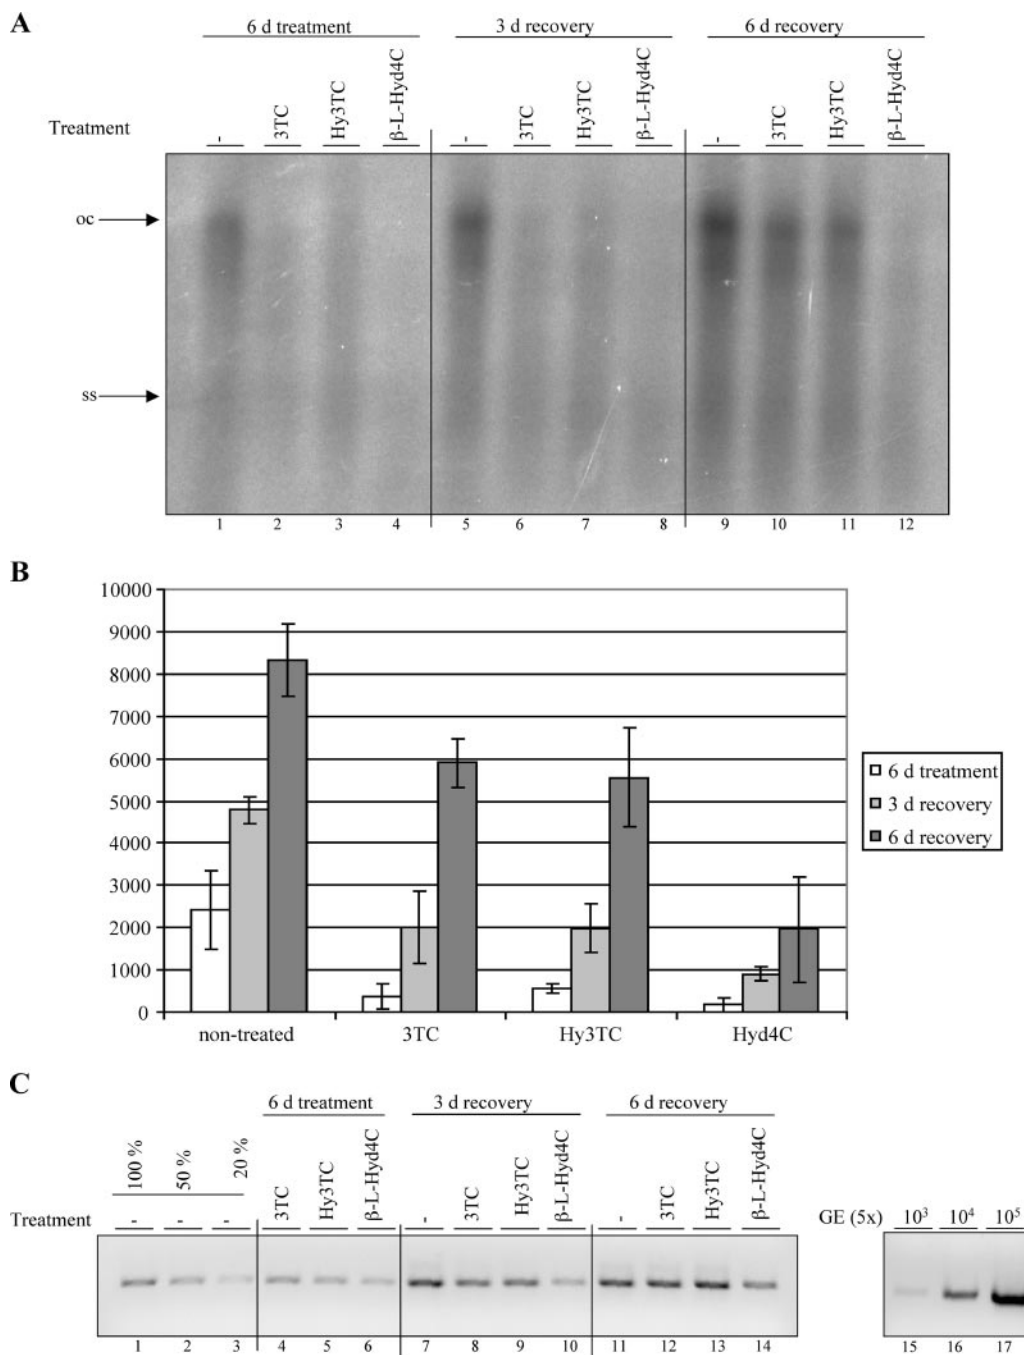 A
6 d treatment 3 d recovery 6 d recovery
Treatment - 3TC Hy3TC β-L-Hyd4C - 3TC Hy3TC β-L-Hyd4C - 3TC Hy3TC β-L-Hyd4C
oc
ss
1 2 3 4 5 6 7 8 9 10 11 12
B
10000
9000
8000
7000
6000
5000
4000
3000
2000
1000
0
non-treated 3TC Hy3TC Hyd4C
6 d treatment
3 d recovery
6 d recovery
C
6 d treatment 3 d recovery 6 d recovery
100 % 50 % 20 %
Treatment - - - 3TC Hy3TC β-L-Hyd4C - 3TC Hy3TC β-L-Hyd4C - 3TC Hy3TC β-L-Hyd4C
GE (5x) 10³ 10⁴ 10⁵
1 2 3 4 5 6 7 8 9 10 11 12 13 14 15 16 17